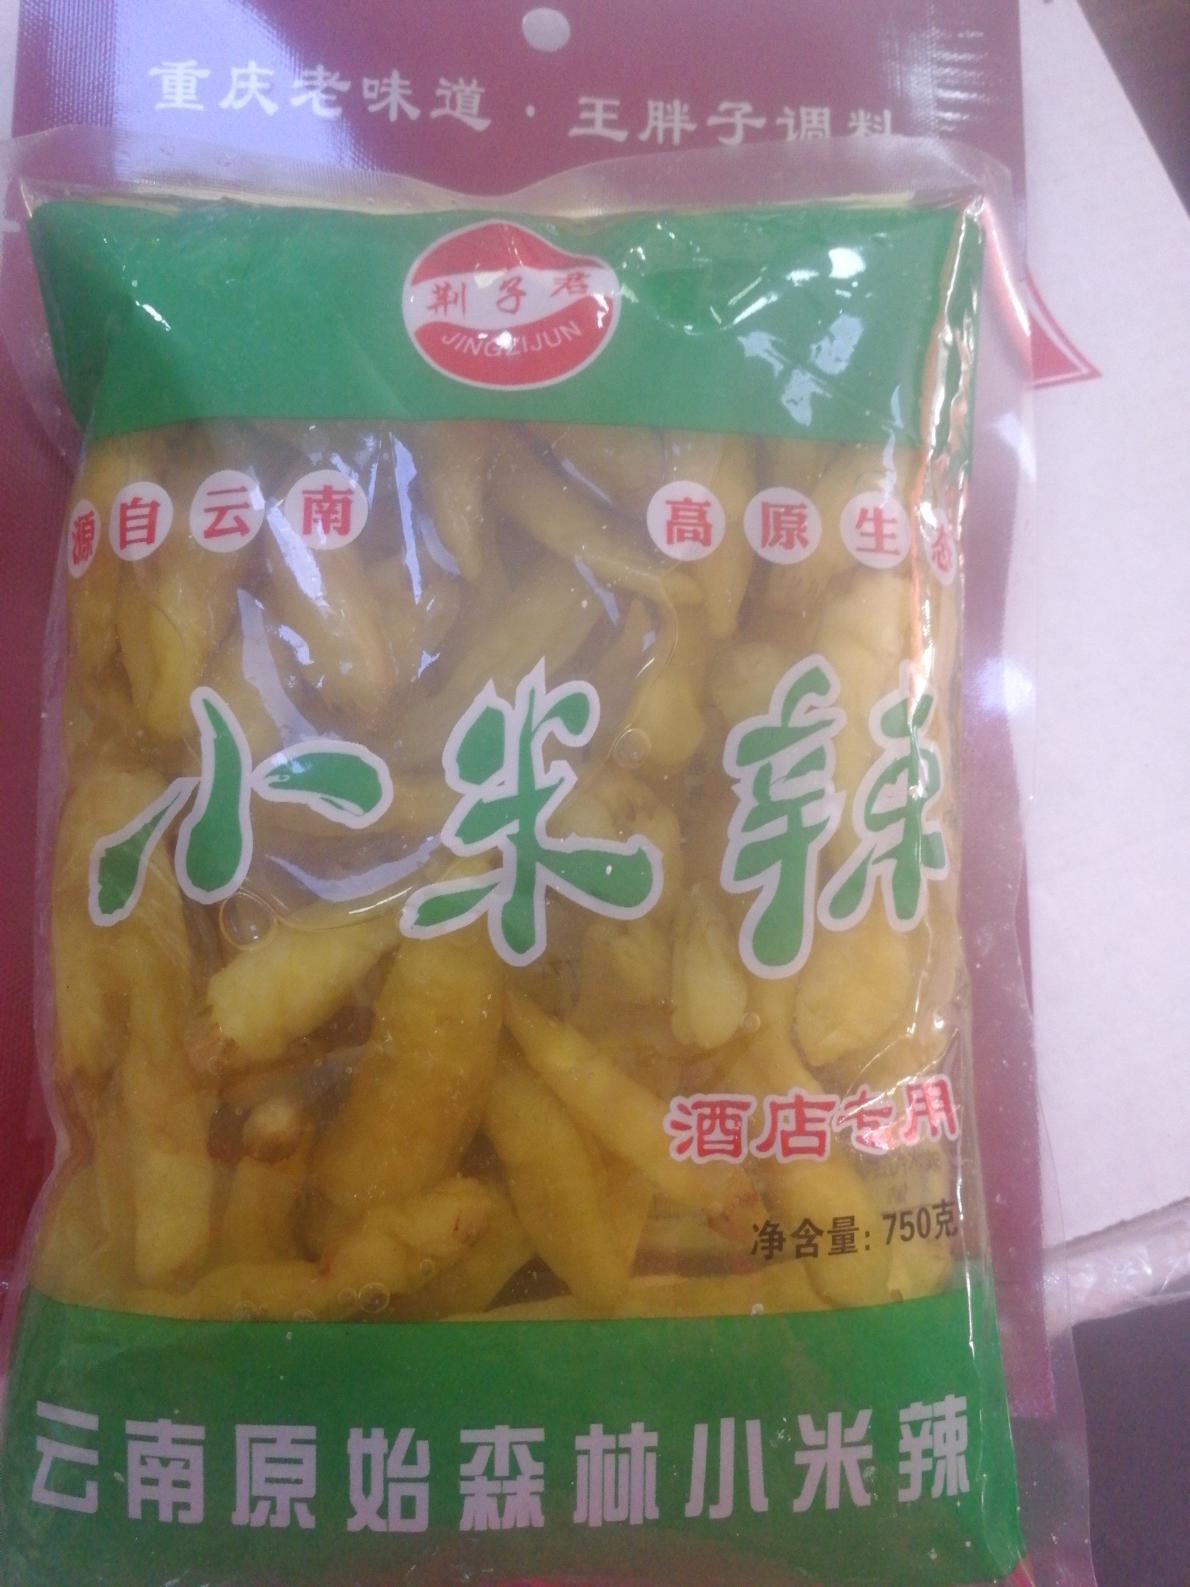 重庆老味道·王胖子调料
荆子君
JINGZIJUN
源自云南 高原生态
小米辣
酒店专用
净含量:750克
云南原始森林小米辣